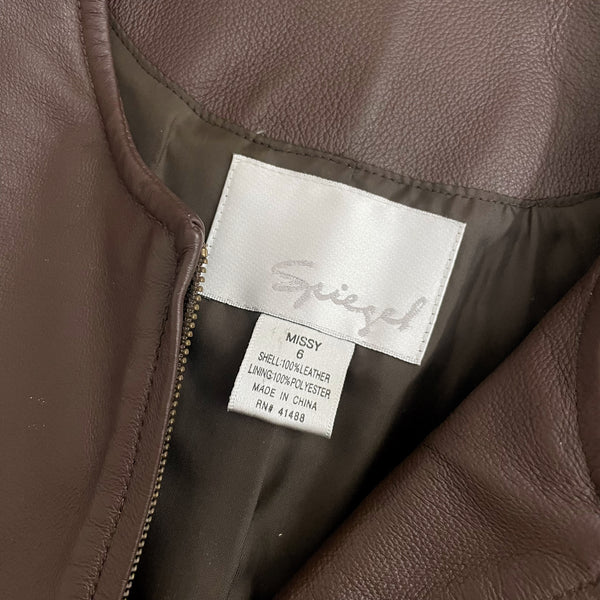 Spiegel
MISSY
6
SHELL:100%LEATHER
LINING:100%POLYESTER
MADE IN CHINA
RN# 41488